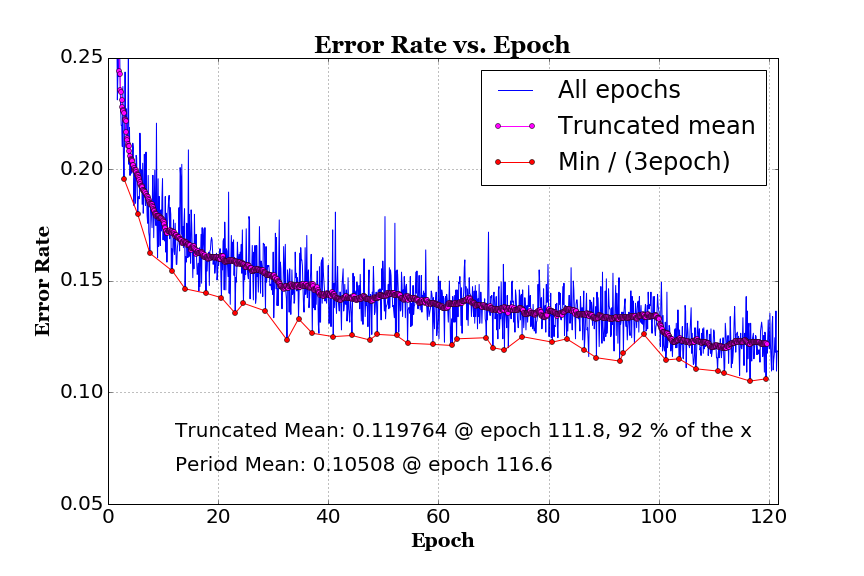 Error Rate vs. Epoch
0.25
0.20
0.15
0.10
0.05
Error Rate
All epochs
Truncated mean
Min / (3epoch)
Truncated Mean: 0.119764 @ epoch 111.8, 92 % of the x
Period Mean: 0.10508 @ epoch 116.6
0 20 40 60 80 100 120
Epoch